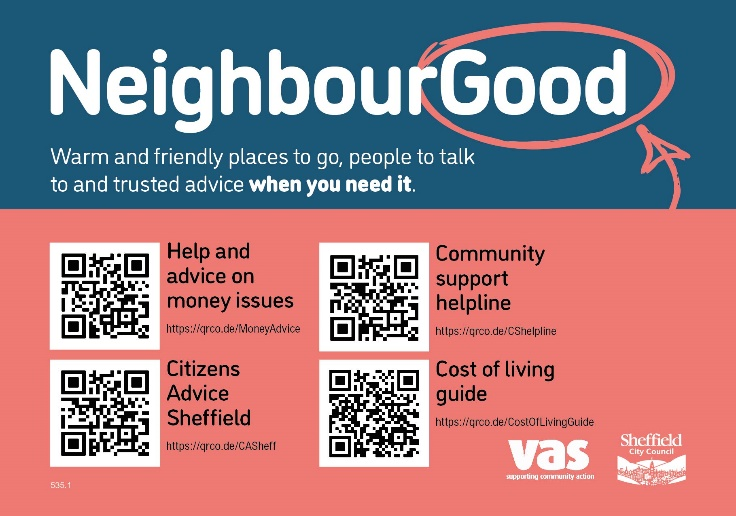 NeighbourGood
Warm and friendly places to go, people to talk
to and trusted advice when you need it.
Help and
advice on
money issues
https://qrco.de/MoneyAdvice
Community
support
helpline
https://qrco.de/CShelpline
Citizens
Advice
Sheffield
https://qrco.de/CASheff
Cost of living
guide
https://qrco.de/CostOfLivingGuide
vas
supporting community action
Sheffield
City Council
535.1